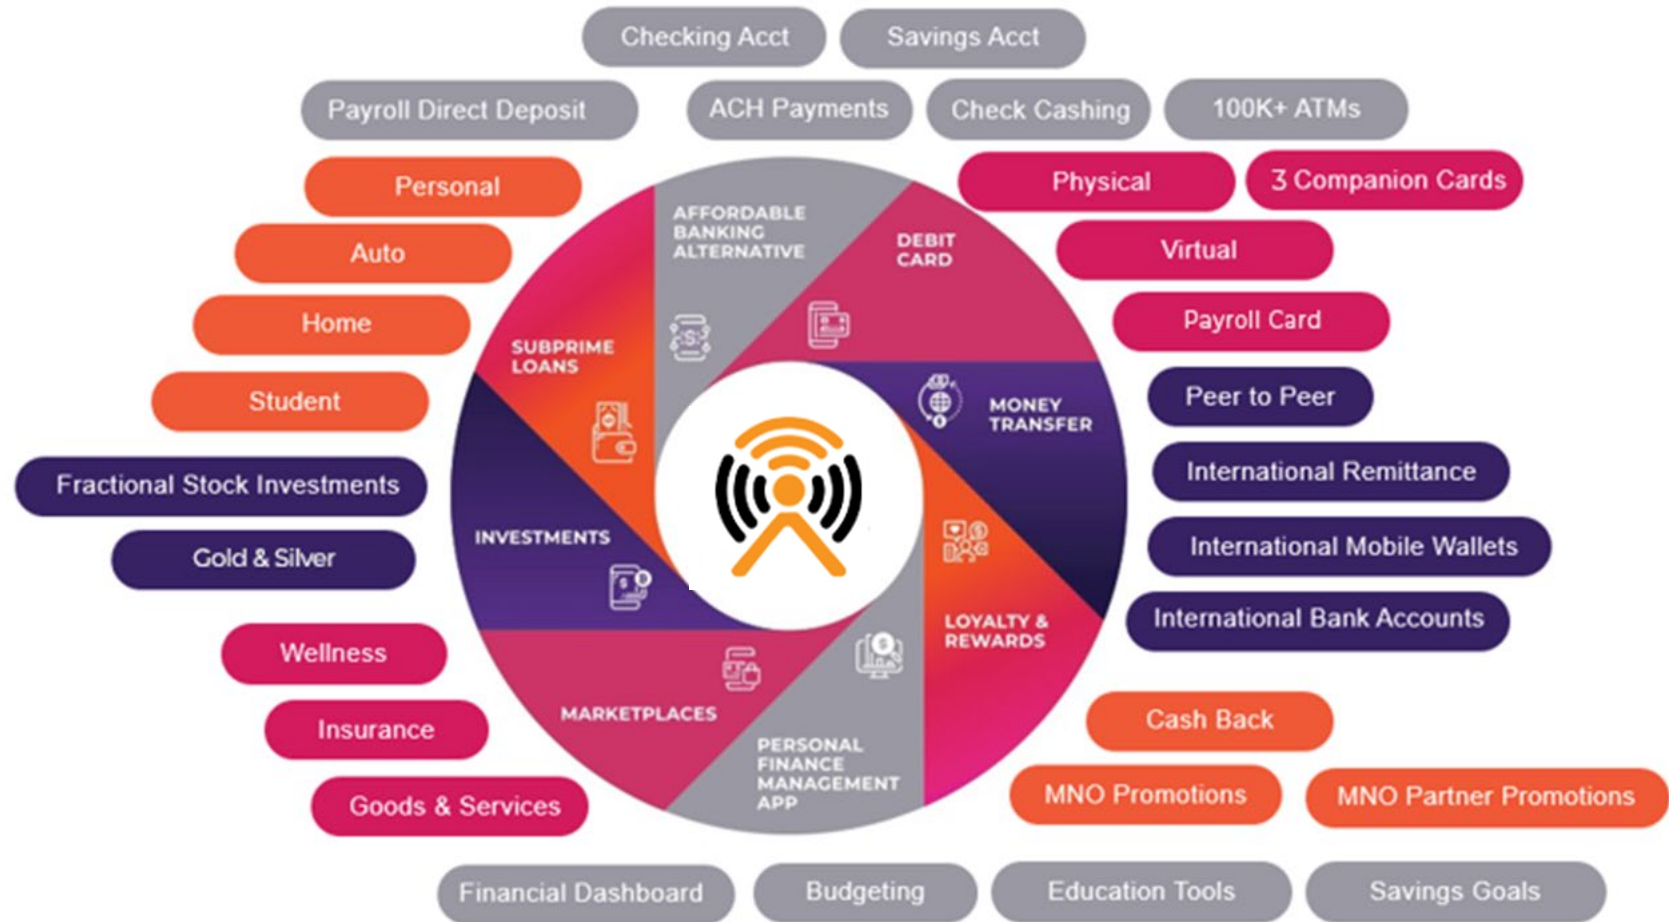 Checking Acct
Savings Acct
Payroll Direct Deposit
ACH Payments
Check Cashing
100K+ ATMs
Personal
Auto
Home
Student
Fractional Stock Investments
Gold & Silver
Wellness
Insurance
Goods & Services
AFFORDABLE
BANKING
ALTERNATIVE
DEBIT
CARD
SUBPRIME
LOANS
MONEY
TRANSFER
INVESTMENTS
LOYALTY &
REWARDS
MARKETPLACES
PERSONAL
FINANCE
MANAGEMENT
APP
Physical
3 Companion Cards
Virtual
Payroll Card
Peer to Peer
International Remittance
International Mobile Wallets
International Bank Accounts
Cash Back
MNO Promotions
MNO Partner Promotions
Financial Dashboard
Budgeting
Education Tools
Savings Goals